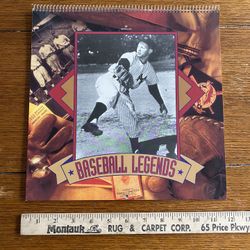 BASEBALL LEGENDS
Montauk RUG & CARPET CORP. 65 Price Pkwy